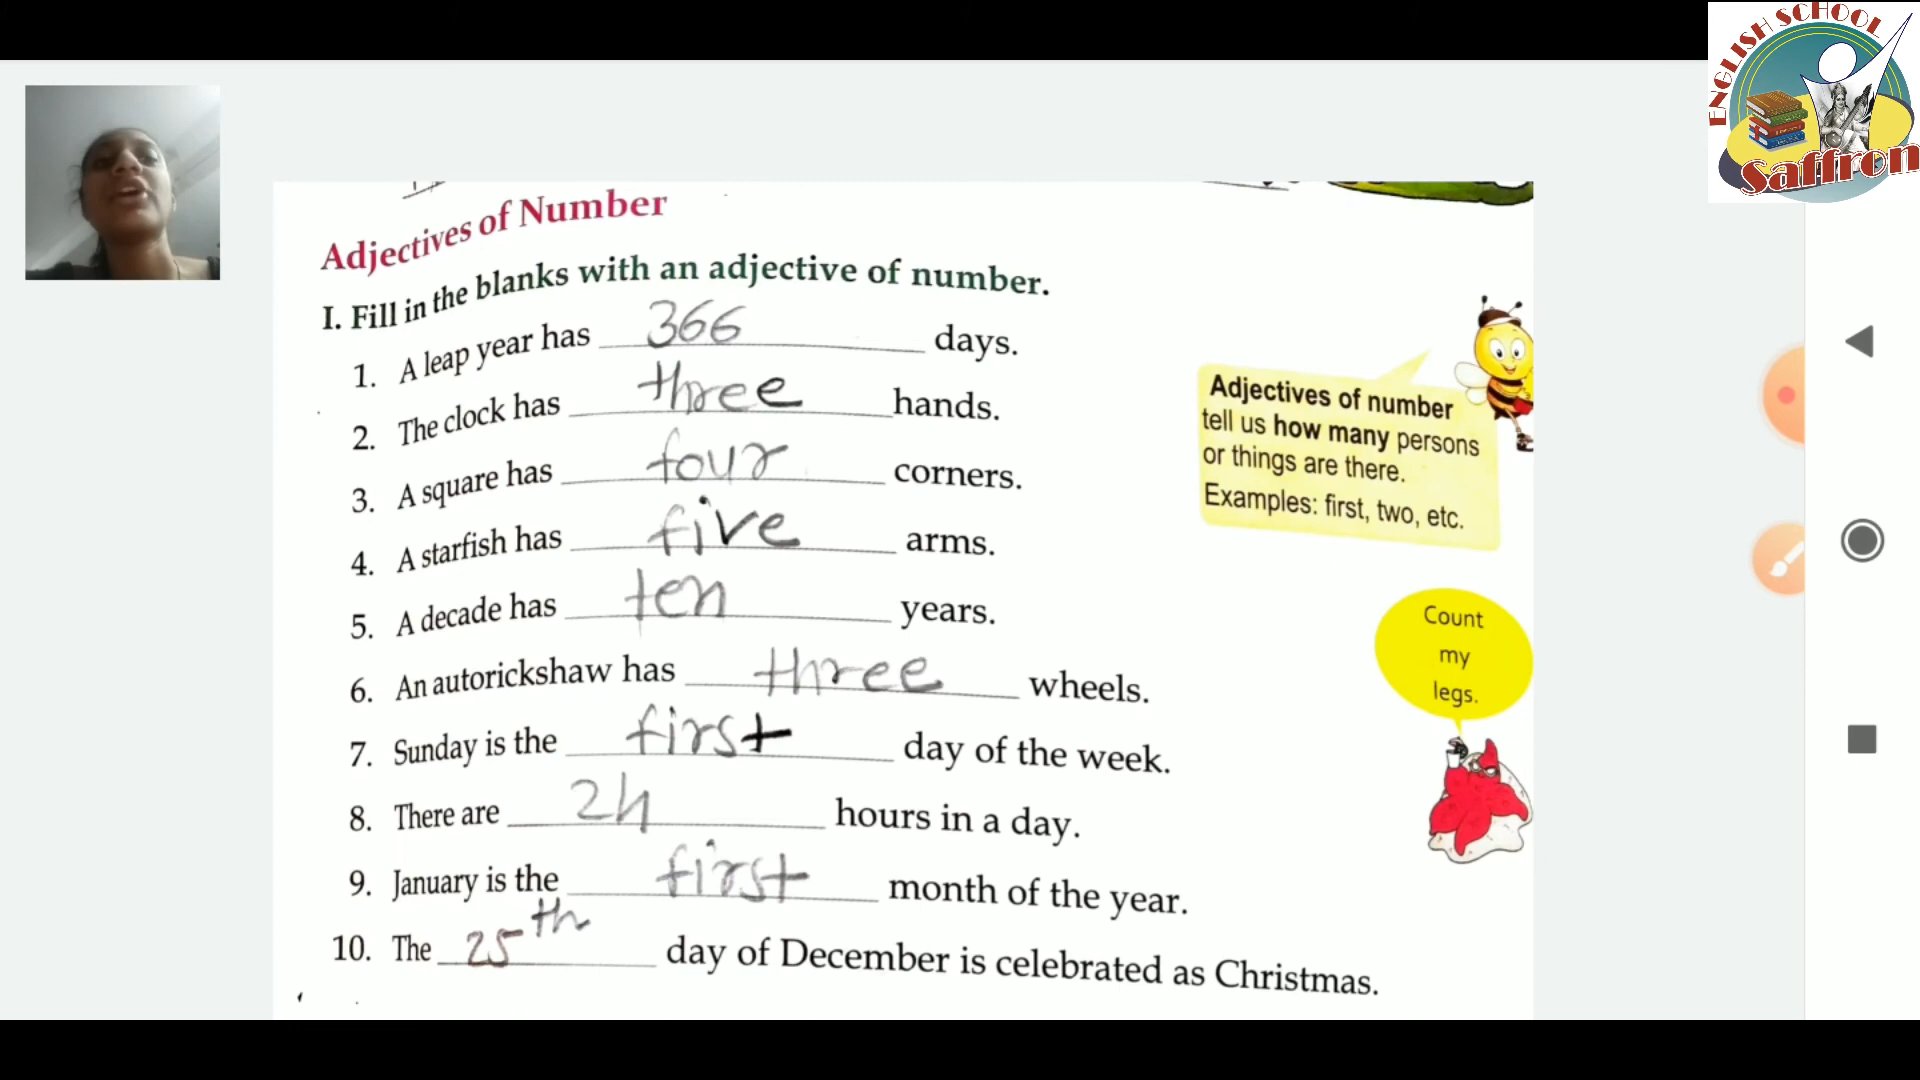 ENGLISH SCHOOL
Saffron
Adjectives of Number
I. Fill in the blanks with an adjective of number.
1. A leap year has 366 days.
2. The clock has three hands.
3. A square has four corners.
4. A starfish has five arms.
5. A decade has ten years.
6. An autorickshaw has three wheels.
7. Sunday is the first day of the week.
8. There are 24 hours in a day.
9. January is the first month of the year.
10. The 25th day of December is celebrated as Christmas.
Adjectives of number
tell us how many persons
or things are there.
Examples: first, two, etc.
Count
my
legs.